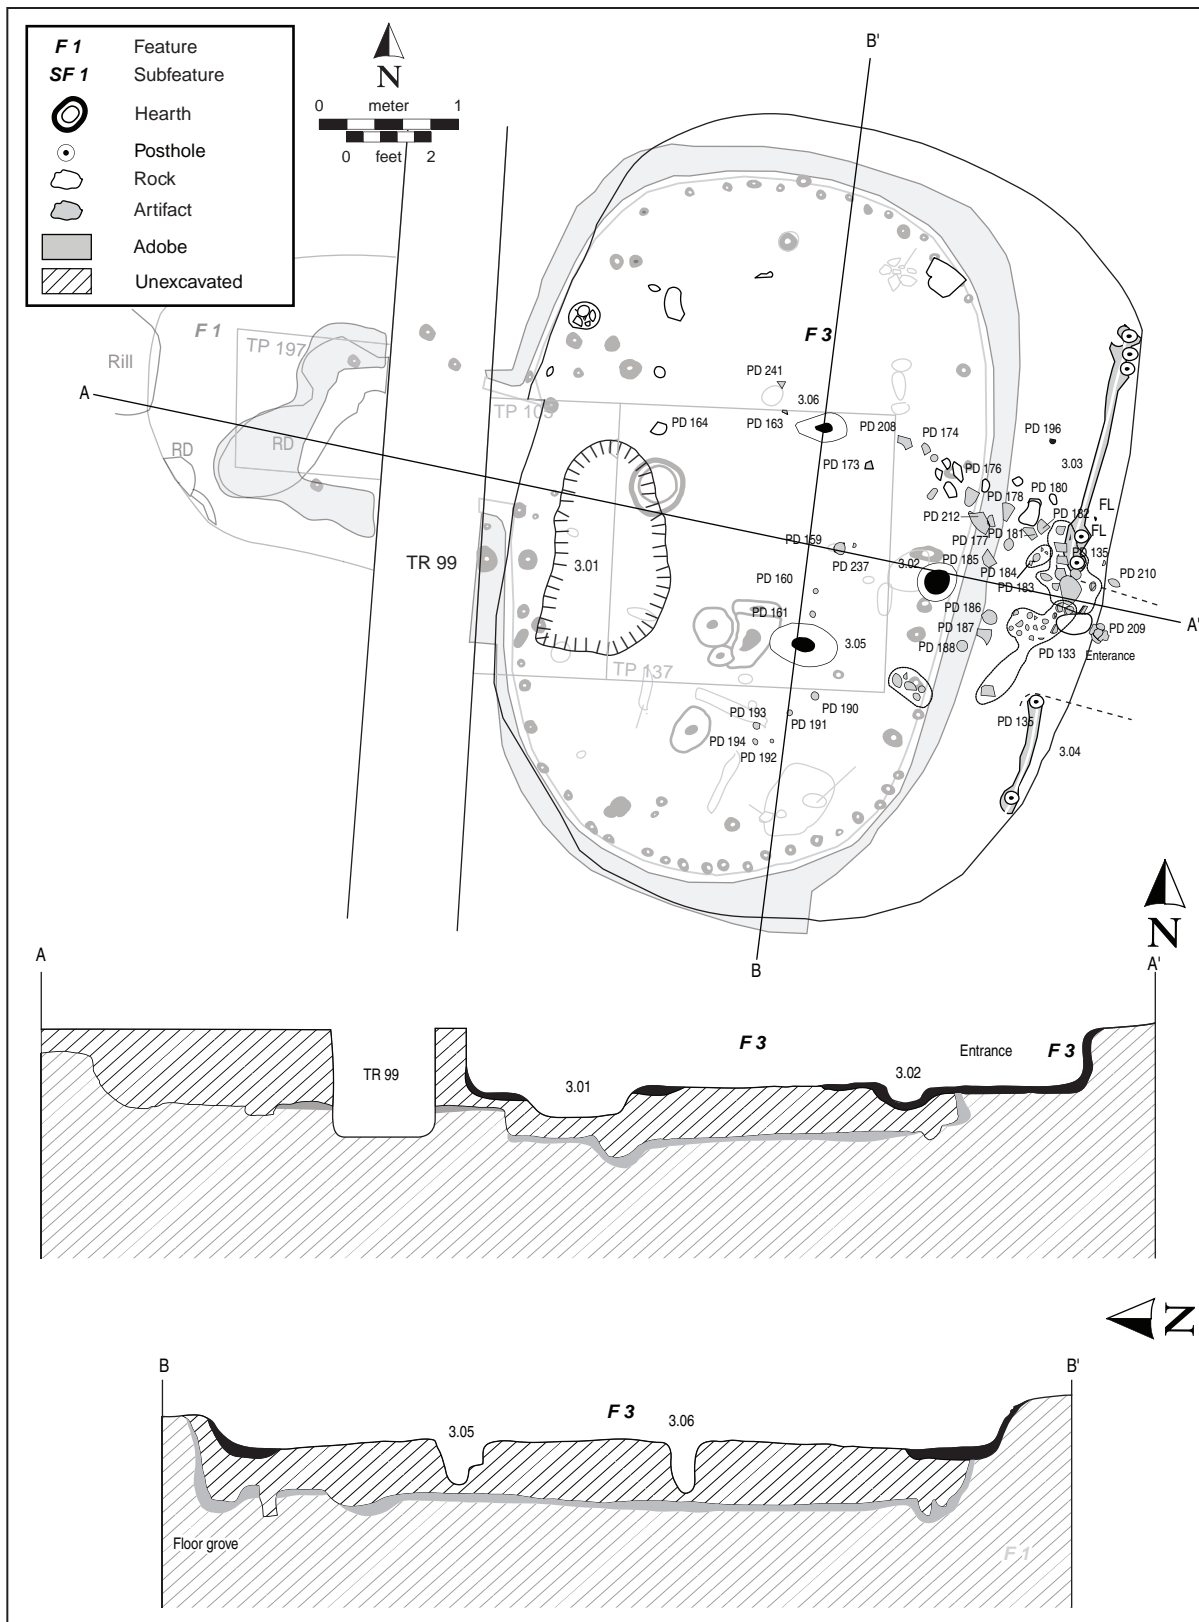 F 1 Feature
SF 1 Subfeature
Hearth
Posthole
Rock
Artifact
Adobe
Unexcavated
N
0 meter 1
0 feet 2
B'
F 1
TP 197
Rill
A
RD
RD
TR 99
TP 103
F 3
PD 241
3.06
PD 164
PD 163
PD 208
PD 174
PD 196
3.03
PD 173
PD 176
PD 180
PD 178
FL
PD 212
PD 182
PD 181
FL
PD 177
PD 159
PD 135
3.01
PD 237
3.02
PD 185
PD 184
PD 210
PD 160
PD 183
PD 161
PD 186
A'
PD 187
PD 209
3.05
PD 188
PD 133
Enterance
TP 137
PD 190
PD 193
PD 191
PD 135
PD 194
PD 192
3.04
N
B
A
A'
F 3
Entrance
F 3
TR 99
3.01
3.02
N
B
B'
F 3
3.05
3.06
Floor grove
F 1